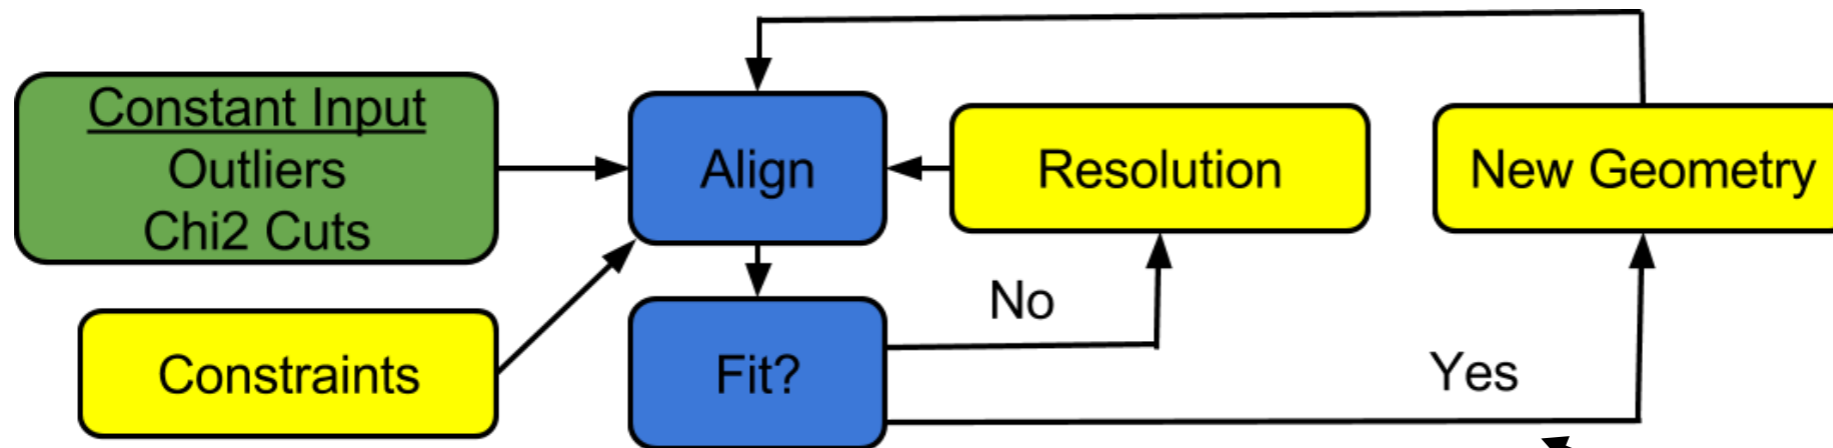 Constant Input
Outliers
Chi2 Cuts
Align
Resolution
New Geometry
Constraints
Fit?
No
Yes